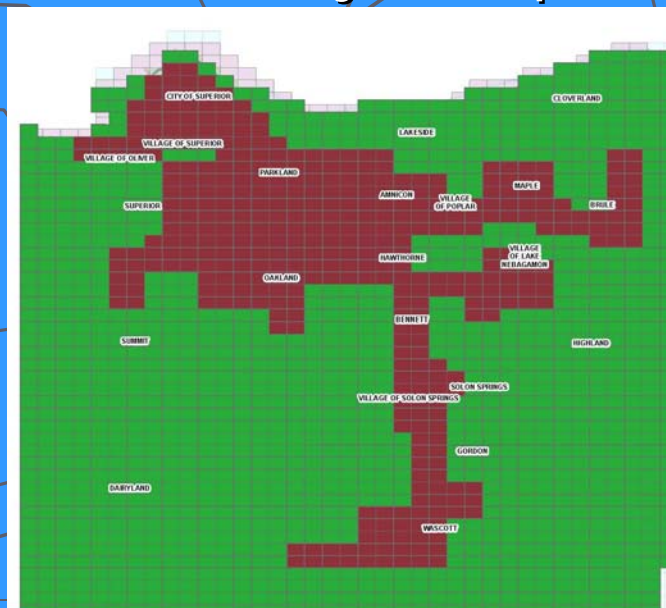 CLOVERLAND
CITY OF SUPERIOR
LAKESIDE
VILLAGE OF SUPERIOR
VILLAGE OF OLIVER
PARKLAND
MAPLE
AMNICON
VILLAGE
OF POPLAR
BRULE
SUPERIOR
HAWTHORNE
VILLAGE
OF LAKE
NEBAGAMON
OAKLAND
BENNETT
SUMMIT
HIGHLAND
SOLON SPRINGS
VILLAGE OF SOLON SPRINGS
GORDON
DAIRYLAND
WASCOTT